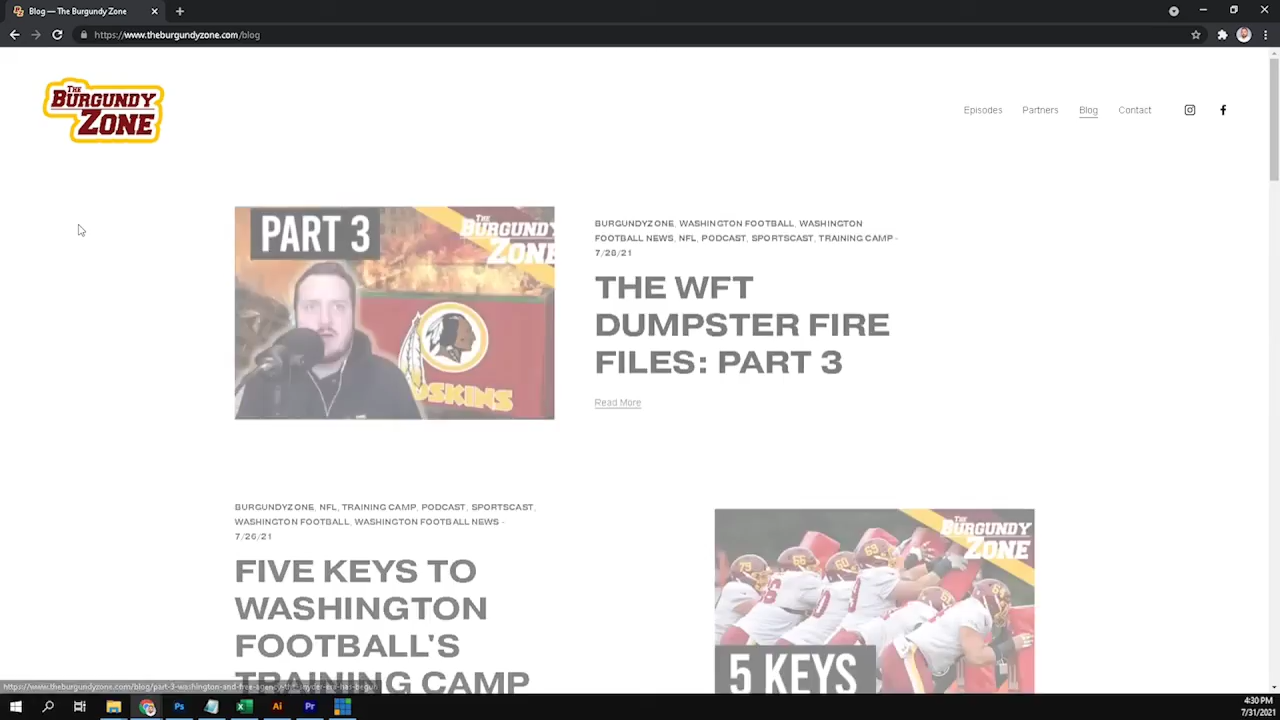 Blog — The Burgundy Zone
https://www.theburgundyzone.com/blog
THE
BURGUNDY
ZONE
Episodes Partners Blog Contact
PART 3
THE
BURGUNDY
ZONE
BURGUNDYZONE, WASHINGTON FOOTBALL, WASHINGTON
FOOTBALL NEWS, NFL, PODCAST, SPORTSCAST, TRAINING CAMP -
7/28/21
THE WFT
DUMPSTER FIRE
FILES: PART 3
Read More
BURGUNDYZONE, NFL, TRAINING CAMP, PODCAST, SPORTSCAST,
WASHINGTON FOOTBALL, WASHINGTON FOOTBALL NEWS -
7/26/21
FIVE KEYS TO
WASHINGTON
FOOTBALL'S
TRAINING CAMP
THE
BURGUNDY
ZONE
75 66 60 69
5 KEYS
4:30 PM
7/31/2021